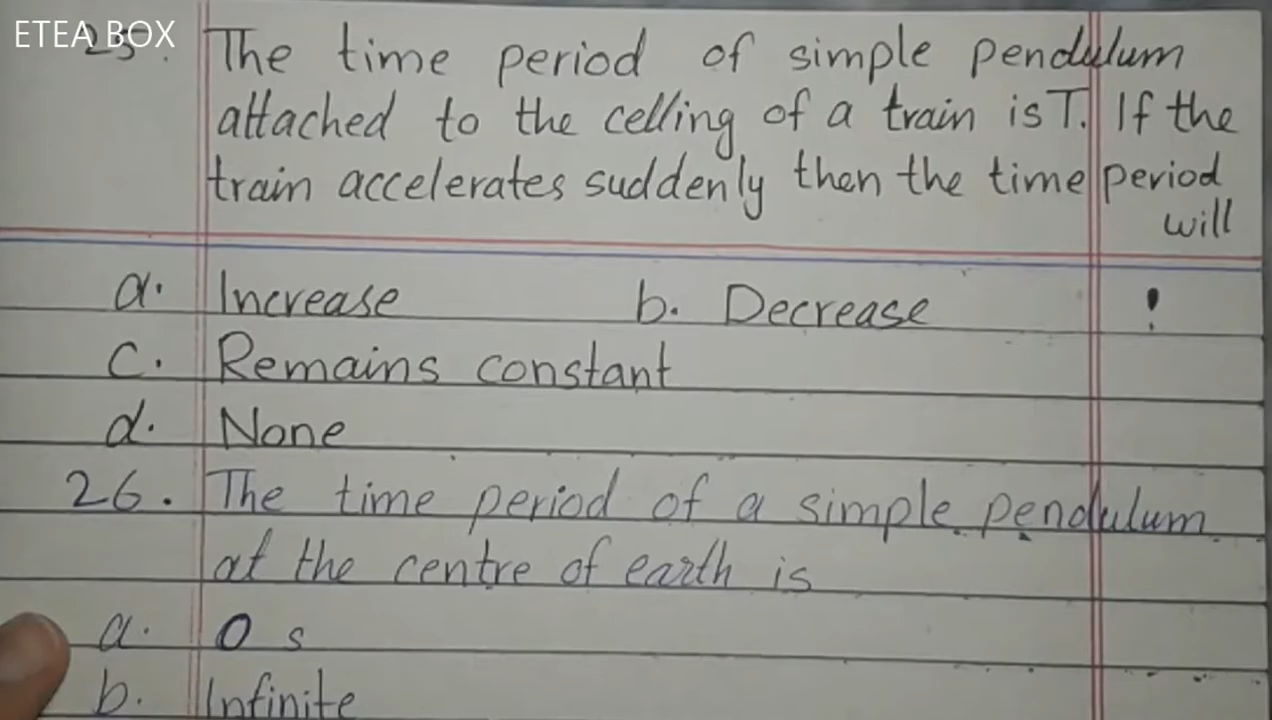 ETEA BOX
25. The time period of simple pendulum
attached to the celling of a train is T. If the
train accelerates suddenly then the time period
will
a. Increase b. Decrease !
c. Remains constant
d. None
26. The time period of a simple pendulum
at the centre of earth is
a. 0 s
b. Infinite